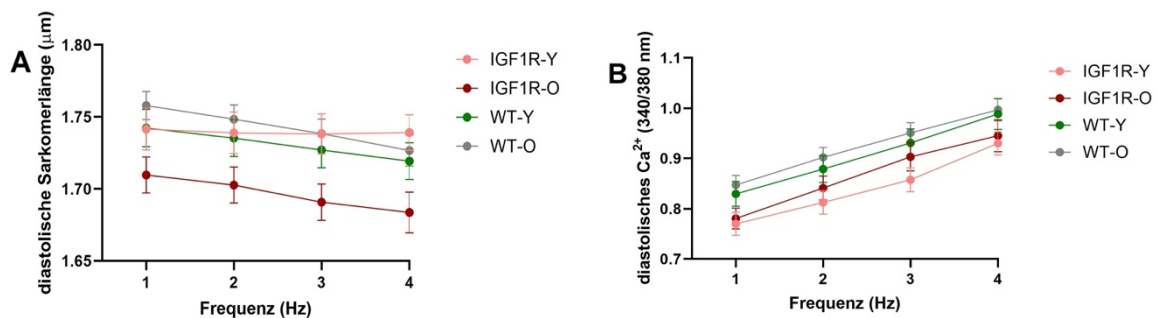 A
diastolische Sarkomerlänge (μm)
1.80
1.75
1.70
1.65
1
2
3
4
Frequenz (Hz)
IGF1R-Y
IGF1R-O
WT-Y
WT-O
B
diastolisches Ca²⁺ (340/380 nm)
1.1
1.0
0.9
0.8
0.7
1
2
3
4
Frequenz (Hz)
IGF1R-Y
IGF1R-O
WT-Y
WT-O